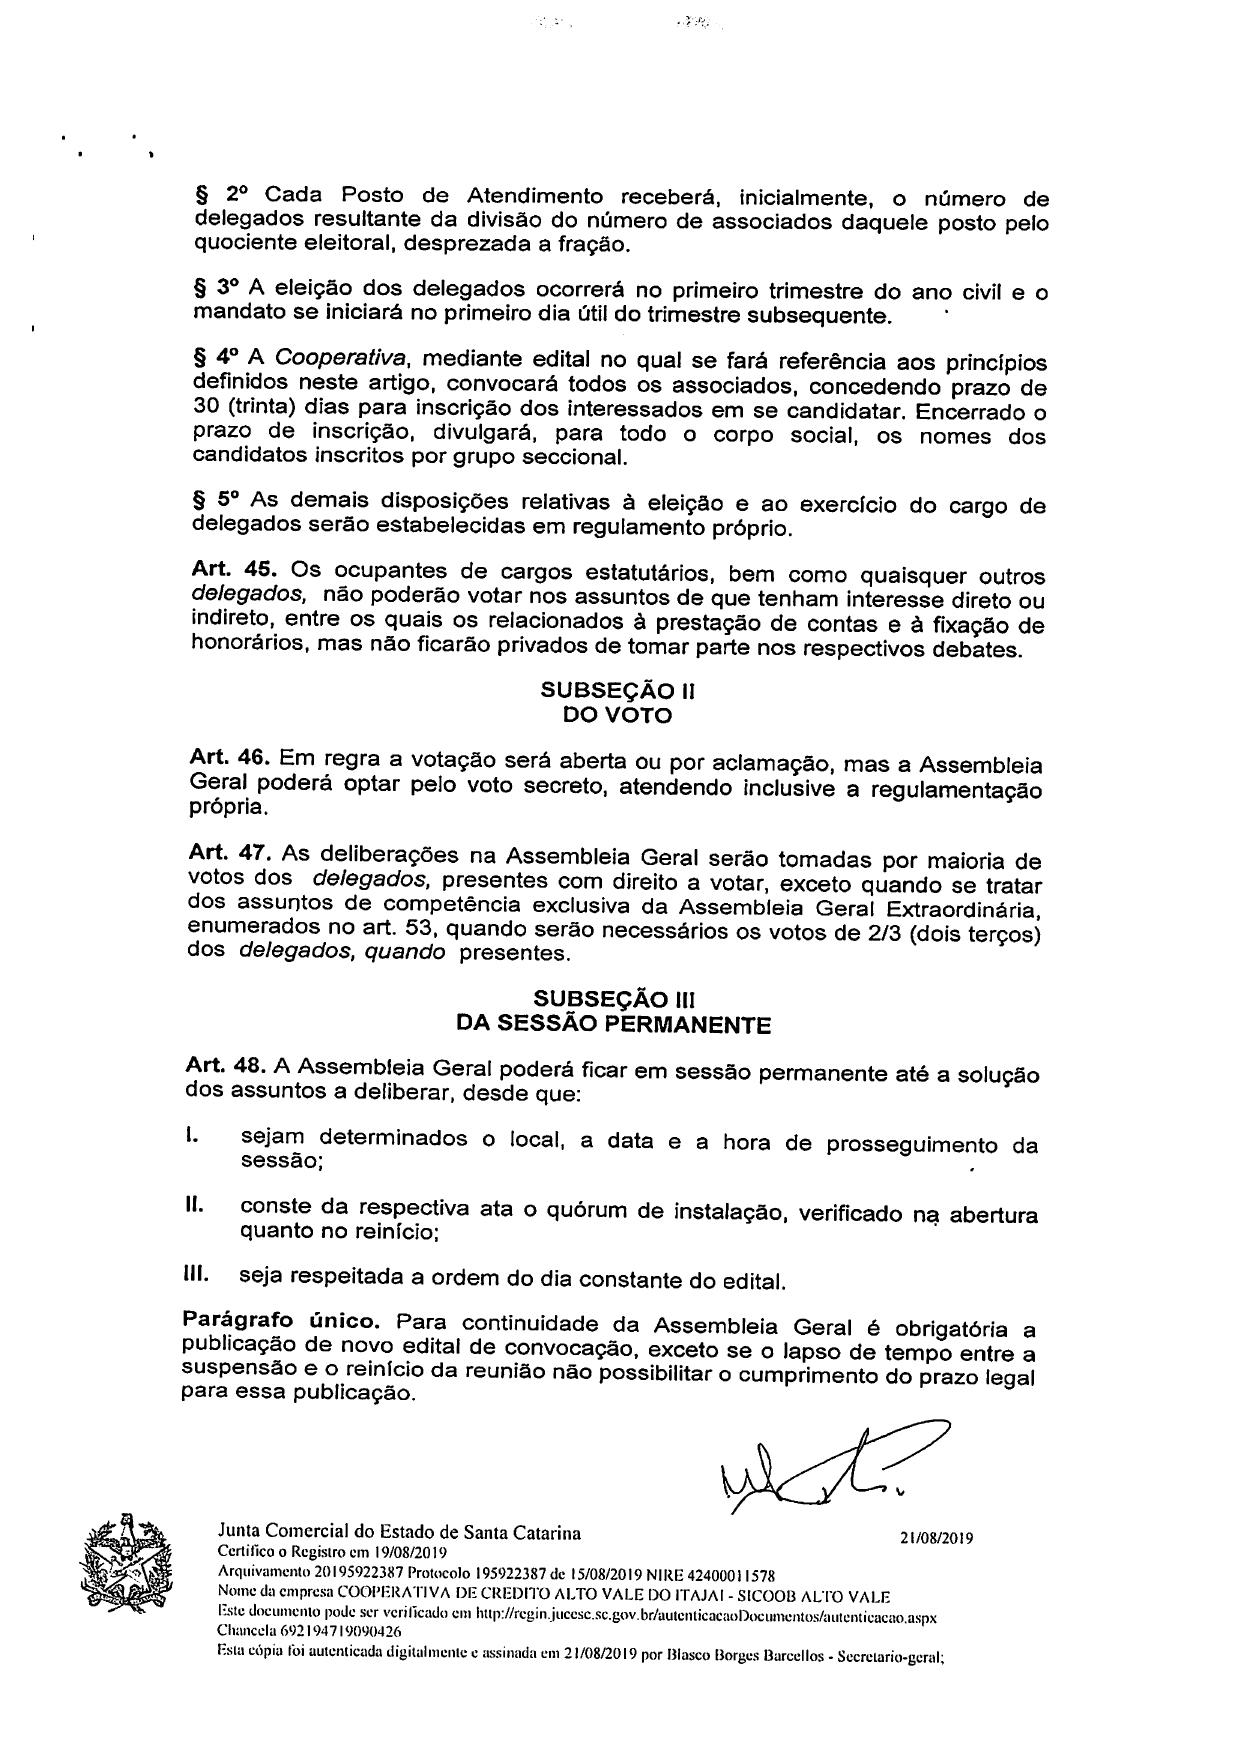 § 2º Cada Posto de Atendimento receberá, inicialmente, o número de
delegados resultante da divisão do número de associados daquele posto pelo
quociente eleitoral, desprezada a fração.
§ 3º A eleição dos delegados ocorrerá no primeiro trimestre do ano civil e o
mandato se iniciará no primeiro dia útil do trimestre subsequente.
§ 4º A Cooperativa, mediante edital no qual se fará referência aos princípios
definidos neste artigo, convocará todos os associados, concedendo prazo de
30 (trinta) dias para inscrição dos interessados em se candidatar. Encerrado o
prazo de inscrição, divulgará, para todo o corpo social, os nomes dos
candidatos inscritos por grupo seccional.
§ 5º As demais disposições relativas à eleição e ao exercício do cargo de
delegados serão estabelecidas em regulamento próprio.
Art. 45. Os ocupantes de cargos estatutários, bem como quaisquer outros
delegados, não poderão votar nos assuntos de que tenham interesse direto ou
indireto, entre os quais os relacionados à prestação de contas e à fixação de
honorários, mas não ficarão privados de tomar parte nos respectivos debates.
SUBSEÇÃO II
DO VOTO
Art. 46. Em regra a votação será aberta ou por aclamação, mas a Assembleia
Geral poderá optar pelo voto secreto, atendendo inclusive a regulamentação
própria.
Art. 47. As deliberações na Assembleia Geral serão tomadas por maioria de
votos dos delegados, presentes com direito a votar, exceto quando se tratar
dos assuntos de competência exclusiva da Assembleia Geral Extraordinária,
enumerados no art. 53, quando serão necessários os votos de 2/3 (dois terços)
dos delegados, quando presentes.
SUBSEÇÃO III
DA SESSÃO PERMANENTE
Art. 48. A Assembleia Geral poderá ficar em sessão permanente até a solução
dos assuntos a deliberar, desde que:
I. sejam determinados o local, a data e a hora de prosseguimento da
sessão;
II. conste da respectiva ata o quórum de instalação, verificado na abertura
quanto no reinício;
III. seja respeitada a ordem do dia constante do edital.
Parágrafo único. Para continuidade da Assembleia Geral é obrigatória a
publicação de novo edital de convocação, exceto se o lapso de tempo entre a
suspensão e o reinício da reunião não possibilitar o cumprimento do prazo legal
para essa publicação.
Junta Comercial do Estado de Santa Catarina 21/08/2019
Certifico o Registro em 19/08/2019
Arquivamento 20195922387 Protocolo 195922387 de 15/08/2019 NIRE 42400011578
Nome da empresa COOPERATIVA DE CREDITO ALTO VALE DO ITAJAI - SICOOB ALTO VALE
Este documento pode ser verificado em http://regin.jucesc.sc.gov.br/autenticacaoDocumentos/autenticacao.aspx
Chancela 692194719090426
Esta cópia foi autenticada digitalmente e assinada em 21/08/2019 por Blasco Borges Barcellos - Secretario-geral;